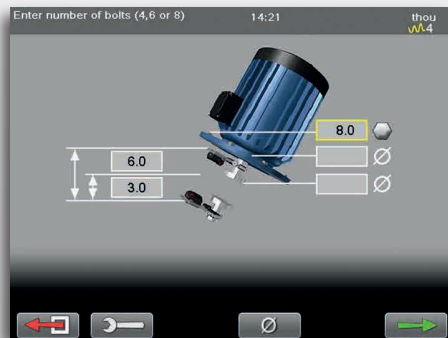 Enter number of bolts (4,6 or 8) 14:21 thou
4
8.0
6.0 Ø
3.0 Ø
Ø